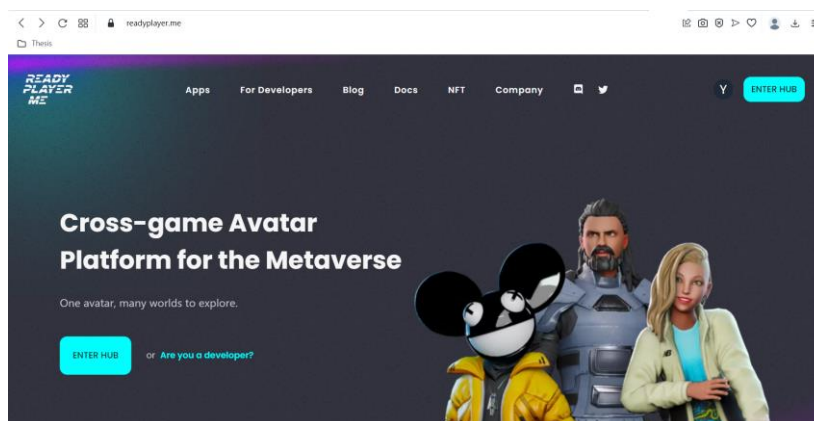 readyplayer.me
Thesis
READY
PLAYER
ME
Apps For Developers Blog Docs NFT Company Y ENTER HUB
Cross-game Avatar
Platform for the Metaverse
One avatar, many worlds to explore.
ENTER HUB or Are you a developer?